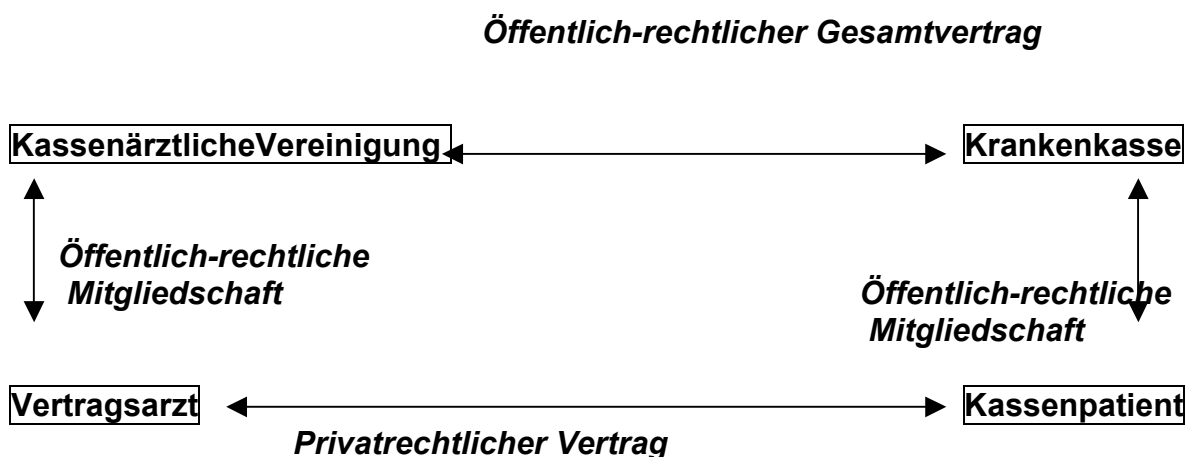 Öffentlich-rechtlicher Gesamtvertrag
KassenärztlicheVereinigung
Krankenkasse
Öffentlich-rechtliche
Mitgliedschaft
Öffentlich-rechtliche
Mitgliedschaft
Vertragsarzt
Kassenpatient
Privatrechtlicher Vertrag